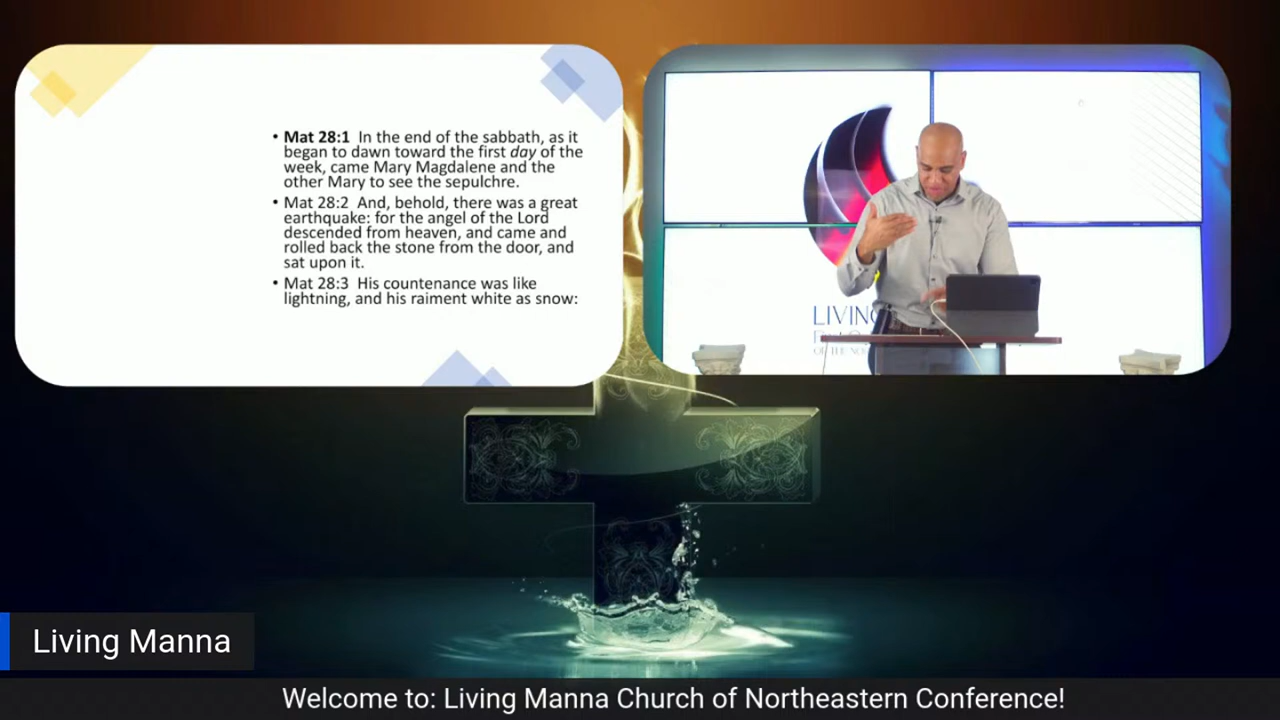 • Mat 28:1 In the end of the sabbath, as it
began to dawn toward the first day of the
week, came Mary Magdalene and the
other Mary to see the sepulchre.
• Mat 28:2 And, behold, there was a great
earthquake: for the angel of the Lord
descended from heaven, and came and
rolled back the stone from the door, and
sat upon it.
• Mat 28:3 His countenance was like
lightning, and his raiment white as snow:
LIVING
Living Manna
Welcome to: Living Manna Church of Northeastern Conference!